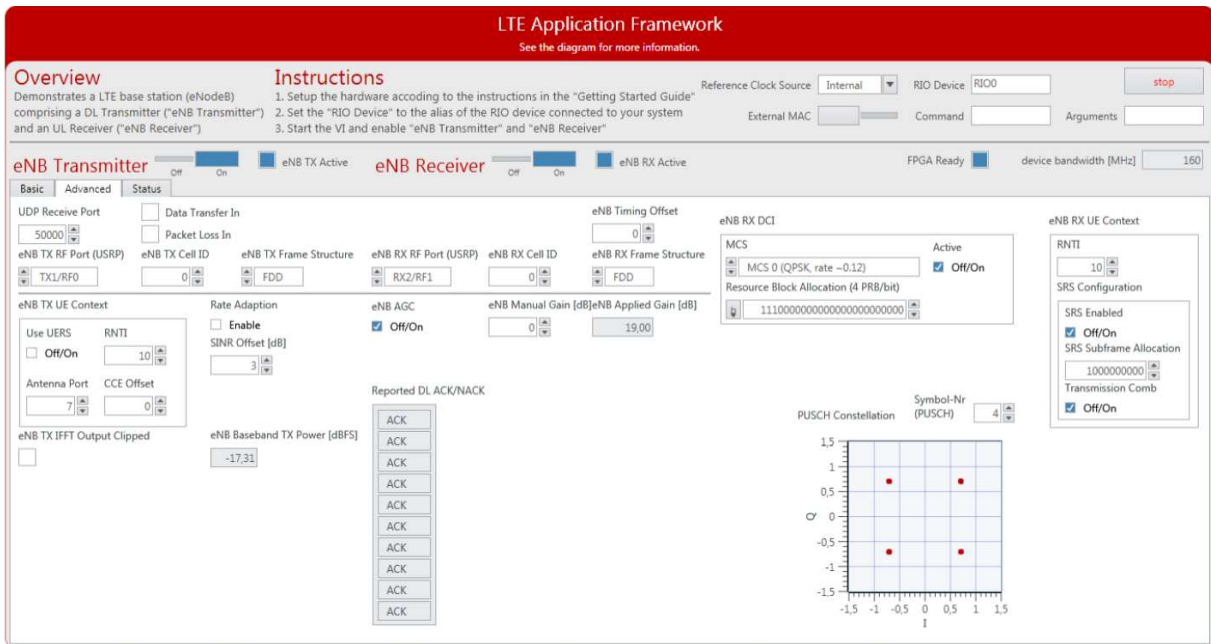 LTE Application Framework
See the diagram for more information.
Overview
Demonstrates a LTE base station (eNodeB)
comprising a DL Transmitter ("eNB Transmitter")
and an UL Receiver ("eNB Receiver")
Instructions
1. Setup the hardware accoding to the instructions in the "Getting Started Guide"
2. Set the "RIO Device" to the alias of the RIO device connected to your system
3. Start the VI and enable "eNB Transmitter" and "eNB Receiver"
Reference Clock Source Internal RIO Device RIO0 stop
External MAC Command Arguments
eNB Transmitter Off On eNB TX Active eNB Receiver Off On eNB RX Active FPGA Ready device bandwidth [MHz] 160
Basic Advanced Status
UDP Receive Port
50000
Data Transfer In
Packet Loss In
eNB Timing Offset
0
eNB TX RF Port (USRP) eNB TX Cell ID eNB TX Frame Structure eNB RX RF Port (USRP) eNB RX Cell ID eNB RX Frame Structure
TX1/RF0 0 FDD RX2/RF1 0 FDD
eNB TX UE Context
Use UERS RNTI
Off/On 10
Antenna Port CCE Offset
7 0
Rate Adaption
Enable
SINR Offset [dB]
3
eNB AGC
Off/On
eNB Manual Gain [dB]
0
eNB Applied Gain [dB]
19,00
eNB TX IFFT Output Clipped
eNB Baseband TX Power [dBFS]
-17,31
Reported DL ACK/NACK
ACK
ACK
ACK
ACK
ACK
ACK
ACK
ACK
ACK
ACK
eNB RX DCI
MCS
MCS 0 (QPSK, rate ~0.12)
Active
Off/On
Resource Block Allocation (4 PRB/bit)
b
eNB RX UE Context
RNTI
10
SRS Configuration
SRS Enabled
Off/On
SRS Subframe Allocation
1000000000
Transmission Comb
Off/On
PUSCH Constellation
Symbol-Nr
(PUSCH) 4
1,5
1
0,5
Q 0
-0,5
-1
-1,5
-1,5 -1 -0,5 0 0,5 1 1,5
I